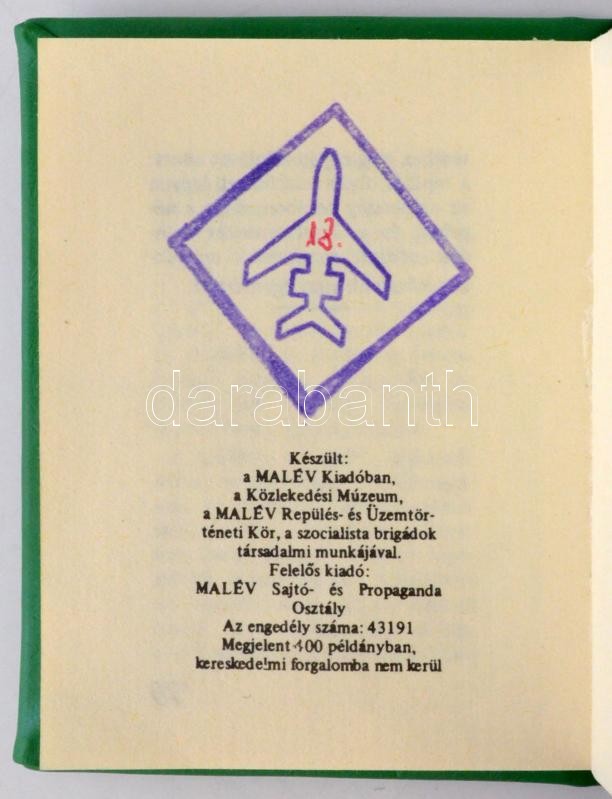 18.
darabanth
Készült:
a MALÉV Kiadóban,
a Közlekedési Múzeum,
a MALÉV Repülés- és Üzemtör-
téneti Kör, a szocialista brigádok
társadalmi munkájával.
Felelős kiadó:
MALÉV Sajtó- és Propaganda
Osztály
Az engedély száma: 43191
Megjelent 400 példányban,
kereskedelmi forgalomba nem kerül